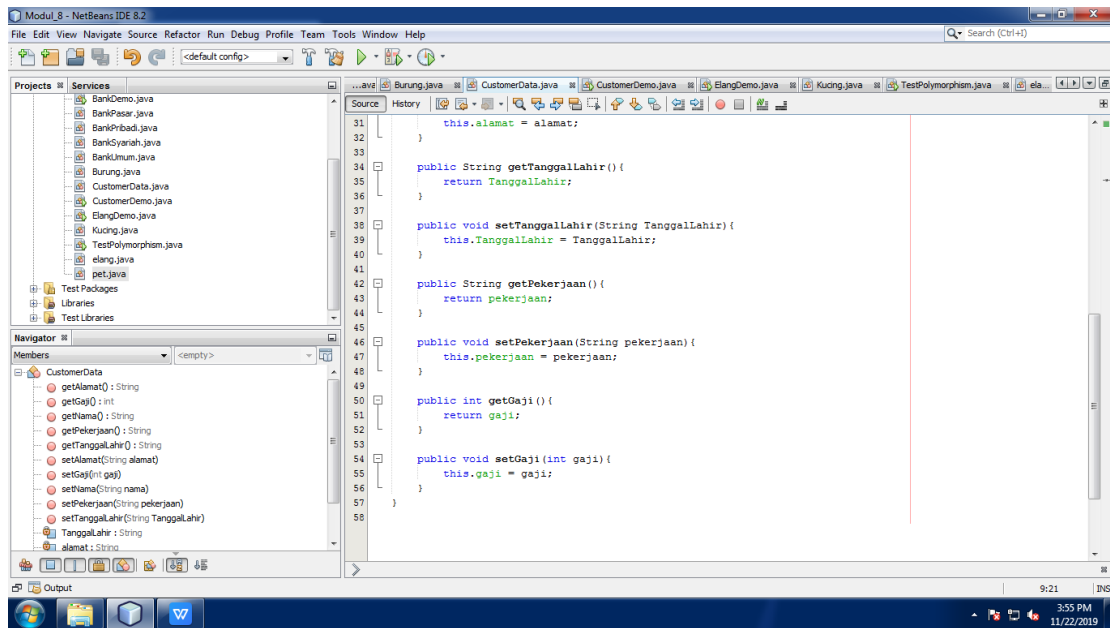 Modul_8 - NetBeans IDE 8.2
File Edit View Navigate Source Refactor Run Debug Profile Team Tools Window Help
Search (Ctrl+I)
<default config>
Projects Services
BankDemo.java
BankPasar.java
BankPribadi.java
BankSyariah.java
BankUmum.java
Burung.java
CustomerData.java
CustomerDemo.java
ElangDemo.java
Kucing.java
TestPolymorphism.java
elang.java
pet.java
Test Packages
Libraries
Test Libraries
Navigator
Members <empty>
CustomerData
getAlamat() : String
getGaji() : int
getNama() : String
getPekerjaan() : String
getTanggalLahir() : String
setAlamat(String alamat)
setGaji(int gaji)
setNama(String nama)
setPekerjaan(String pekerjaan)
setTanggalLahir(String TanggalLahir)
TanggalLahir : String
alamat : String
...ava Burung.java CustomerData.java CustomerDemo.java ElangDemo.java Kucing.java TestPolymorphism.java ela...
Source History
31 this.alamat = alamat;
32 }
33
34 public String getTanggalLahir(){
35 return TanggalLahir;
36 }
37
38 public void setTanggalLahir(String TanggalLahir){
39 this.TanggalLahir = TanggalLahir;
40 }
41
42 public String getPekerjaan(){
43 return pekerjaan;
44 }
45
46 public void setPekerjaan(String pekerjaan){
47 this.pekerjaan = pekerjaan;
48 }
49
50 public int getGaji(){
51 return gaji;
52 }
53
54 public void setGaji(int gaji){
55 this.gaji = gaji;
56 }
57 }
58
Output
9:21 INS
3:55 PM
11/22/2019